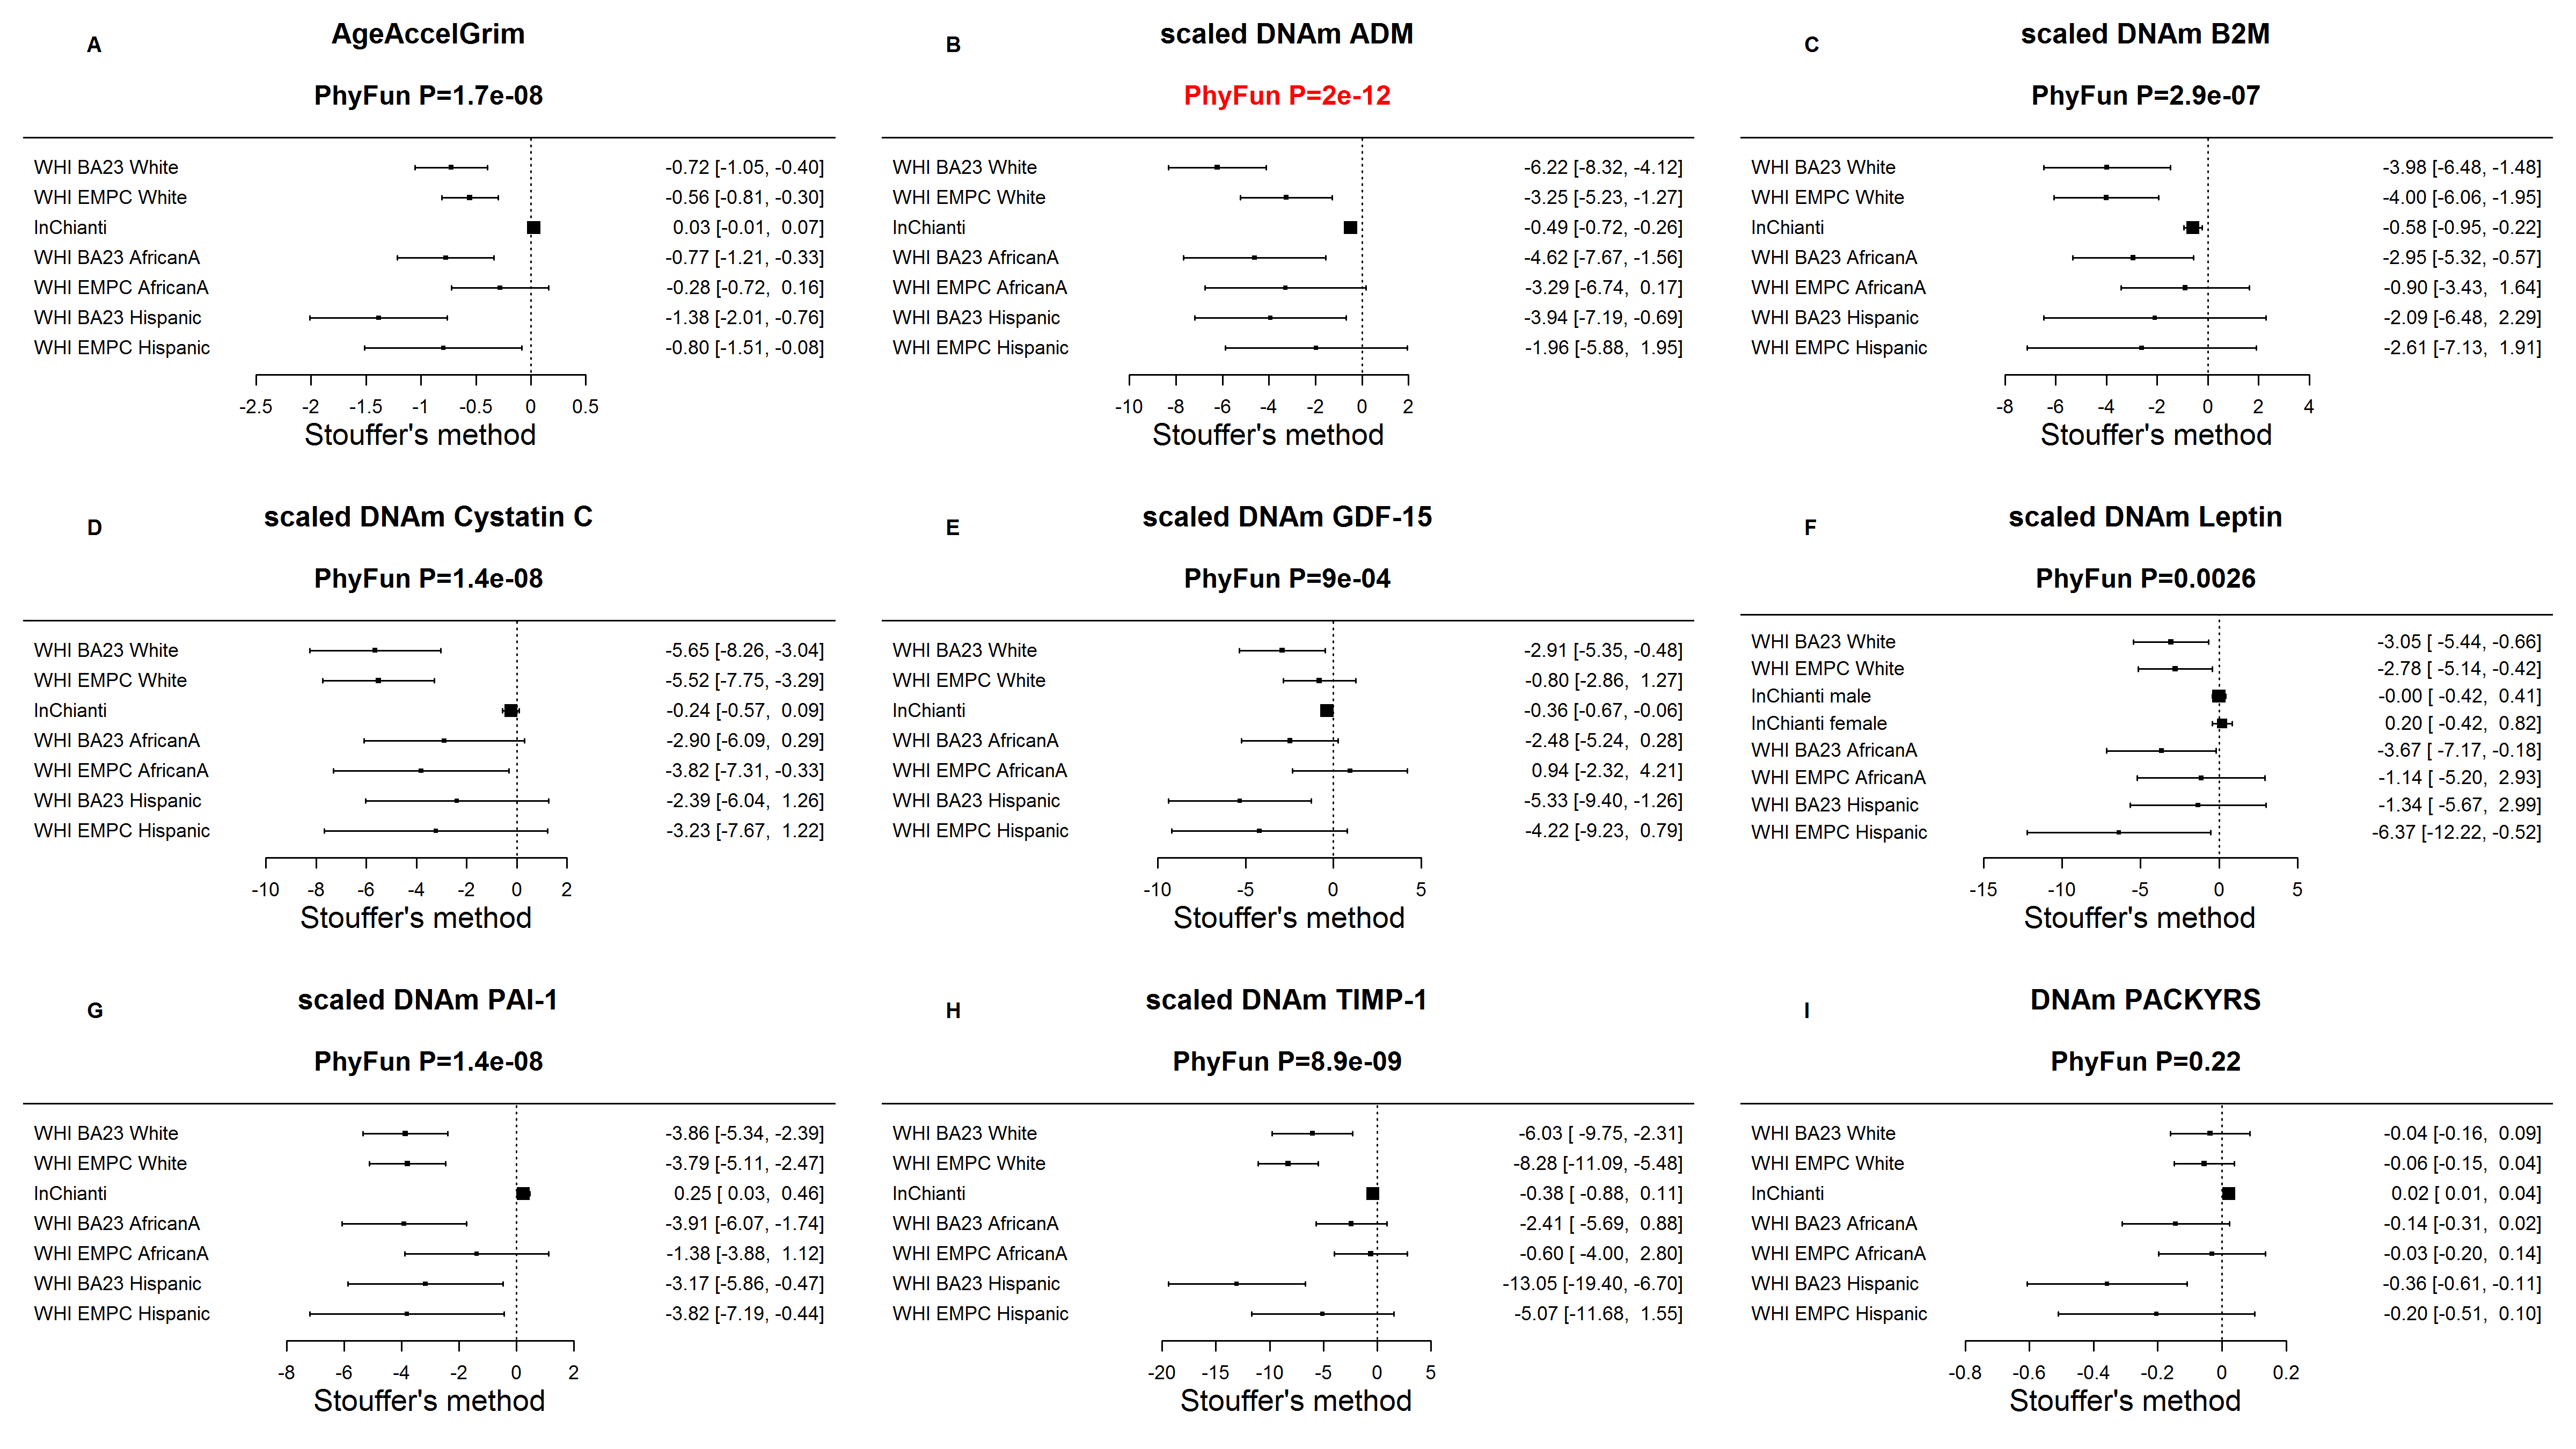 A
AgeAccelGrim
PhyFun P=1.7e-08
WHI BA23 White -0.72 [-1.05, -0.40]
WHI EMPC White -0.56 [-0.81, -0.30]
InChianti 0.03 [-0.01, 0.07]
WHI BA23 AfricanA -0.77 [-1.21, -0.33]
WHI EMPC AfricanA -0.28 [-0.72, 0.16]
WHI BA23 Hispanic -1.38 [-2.01, -0.76]
WHI EMPC Hispanic -0.80 [-1.51, -0.08]
-2.5 -2 -1.5 -1 -0.5 0 0.5
Stouffer's method
B
scaled DNAm ADM
PhyFun P=2e-12
WHI BA23 White -6.22 [-8.32, -4.12]
WHI EMPC White -3.25 [-5.23, -1.27]
InChianti -0.49 [-0.72, -0.26]
WHI BA23 AfricanA -4.62 [-7.67, -1.56]
WHI EMPC AfricanA -3.29 [-6.74, 0.17]
WHI BA23 Hispanic -3.94 [-7.19, -0.69]
WHI EMPC Hispanic -1.96 [-5.88, 1.95]
-10 -8 -6 -4 -2 0 2
Stouffer's method
C
scaled DNAm B2M
PhyFun P=2.9e-07
WHI BA23 White -3.98 [-6.48, -1.48]
WHI EMPC White -4.00 [-6.06, -1.95]
InChianti -0.58 [-0.95, -0.22]
WHI BA23 AfricanA -2.95 [-5.32, -0.57]
WHI EMPC AfricanA -0.90 [-3.43, 1.64]
WHI BA23 Hispanic -2.09 [-6.48, 2.29]
WHI EMPC Hispanic -2.61 [-7.13, 1.91]
-8 -6 -4 -2 0 2 4
Stouffer's method
D
scaled DNAm Cystatin C
PhyFun P=1.4e-08
WHI BA23 White -5.65 [-8.26, -3.04]
WHI EMPC White -5.52 [-7.75, -3.29]
InChianti -0.24 [-0.57, 0.09]
WHI BA23 AfricanA -2.90 [-6.09, 0.29]
WHI EMPC AfricanA -3.82 [-7.31, -0.33]
WHI BA23 Hispanic -2.39 [-6.04, 1.26]
WHI EMPC Hispanic -3.23 [-7.67, 1.22]
-10 -8 -6 -4 -2 0 2
Stouffer's method
E
scaled DNAm GDF-15
PhyFun P=9e-04
WHI BA23 White -2.91 [-5.35, -0.48]
WHI EMPC White -0.80 [-2.86, 1.27]
InChianti -0.36 [-0.67, -0.06]
WHI BA23 AfricanA -2.48 [-5.24, 0.28]
WHI EMPC AfricanA 0.94 [-2.32, 4.21]
WHI BA23 Hispanic -5.33 [-9.40, -1.26]
WHI EMPC Hispanic -4.22 [-9.23, 0.79]
-10 -5 0 5
Stouffer's method
F
scaled DNAm Leptin
PhyFun P=0.0026
WHI BA23 White -3.05 [ -5.44, -0.66]
WHI EMPC White -2.78 [ -5.14, -0.42]
InChianti male -0.00 [ -0.42, 0.41]
InChianti female 0.20 [ -0.42, 0.82]
WHI BA23 AfricanA -3.67 [ -7.17, -0.18]
WHI EMPC AfricanA -1.14 [ -5.20, 2.93]
WHI BA23 Hispanic -1.34 [ -5.67, 2.99]
WHI EMPC Hispanic -6.37 [-12.22, -0.52]
-15 -10 -5 0 5
Stouffer's method
G
scaled DNAm PAI-1
PhyFun P=1.4e-08
WHI BA23 White -3.86 [-5.34, -2.39]
WHI EMPC White -3.79 [-5.11, -2.47]
InChianti 0.25 [ 0.03, 0.46]
WHI BA23 AfricanA -3.91 [-6.07, -1.74]
WHI EMPC AfricanA -1.38 [-3.88, 1.12]
WHI BA23 Hispanic -3.17 [-5.86, -0.47]
WHI EMPC Hispanic -3.82 [-7.19, -0.44]
-8 -6 -4 -2 0 2
Stouffer's method
H
scaled DNAm TIMP-1
PhyFun P=8.9e-09
WHI BA23 White -6.03 [ -9.75, -2.31]
WHI EMPC White -8.28 [-11.09, -5.48]
InChianti -0.38 [ -0.88, 0.11]
WHI BA23 AfricanA -2.41 [ -5.69, 0.88]
WHI EMPC AfricanA -0.60 [ -4.00, 2.80]
WHI BA23 Hispanic -13.05 [-19.40, -6.70]
WHI EMPC Hispanic -5.07 [-11.68, 1.55]
-20 -15 -10 -5 0 5
Stouffer's method
I
DNAm PACKYRS
PhyFun P=0.22
WHI BA23 White -0.04 [-0.16, 0.09]
WHI EMPC White -0.06 [-0.15, 0.04]
InChianti 0.02 [ 0.01, 0.04]
WHI BA23 AfricanA -0.14 [-0.31, 0.02]
WHI EMPC AfricanA -0.03 [-0.20, 0.14]
WHI BA23 Hispanic -0.36 [-0.61, -0.11]
WHI EMPC Hispanic -0.20 [-0.51, 0.10]
-0.8 -0.6 -0.4 -0.2 0 0.2
Stouffer's method